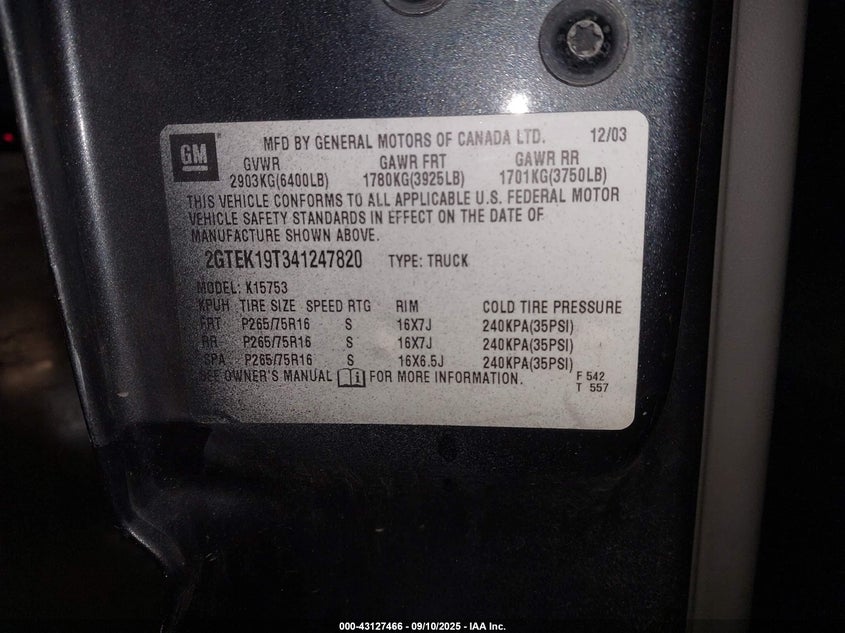 GM
MFD BY GENERAL MOTORS OF CANADA LTD. 12/03
GVWR GAWR FRT GAWR RR
2903KG(6400LB) 1780KG(3925LB) 1701KG(3750LB)
THIS VEHICLE CONFORMS TO ALL APPLICABLE U.S. FEDERAL MOTOR
VEHICLE SAFETY STANDARDS IN EFFECT ON THE DATE OF
MANUFACTURE SHOWN ABOVE.
2GTEK19T341247820 TYPE: TRUCK
MODEL: K15753
KPUH TIRE SIZE SPEED RTG RIM COLD TIRE PRESSURE
FRT P265/75R16 S 16X7J 240KPA(35PSI)
RR P265/75R16 S 16X7J 240KPA(35PSI)
SPA P265/75R16 S 16X6.5J 240KPA(35PSI)
SEE OWNER'S MANUAL FOR MORE INFORMATION. F 542
T 557
000-43127466 - 09/10/2025 - IAA Inc.